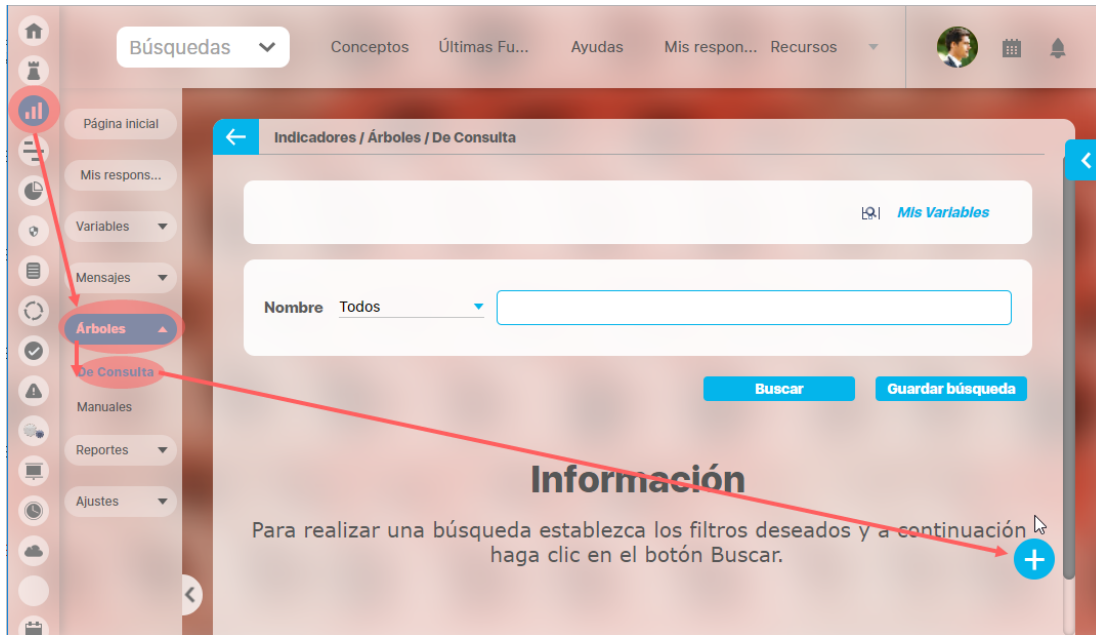 Búsquedas
Conceptos
Últimas Fu...
Ayudas
Mis respon...
Recursos
Página inicial
Mis respons...
Variables
Mensajes
Árboles
De Consulta
Manuales
Reportes
Ajustes
Indicadores / Árboles / De Consulta
Mis Variables
Nombre Todos
Buscar
Guardar búsqueda
Información
Para realizar una búsqueda establezca los filtros deseados y a continuación
haga clic en el botón Buscar.